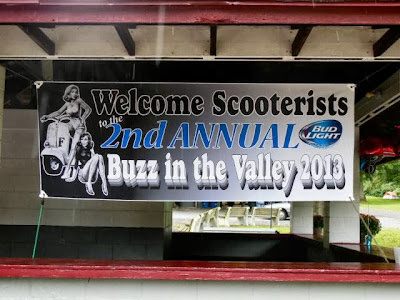 Welcome Scooterists
to the
2nd ANNUAL
BUD
LIGHT
Buzz in the Valley 2013